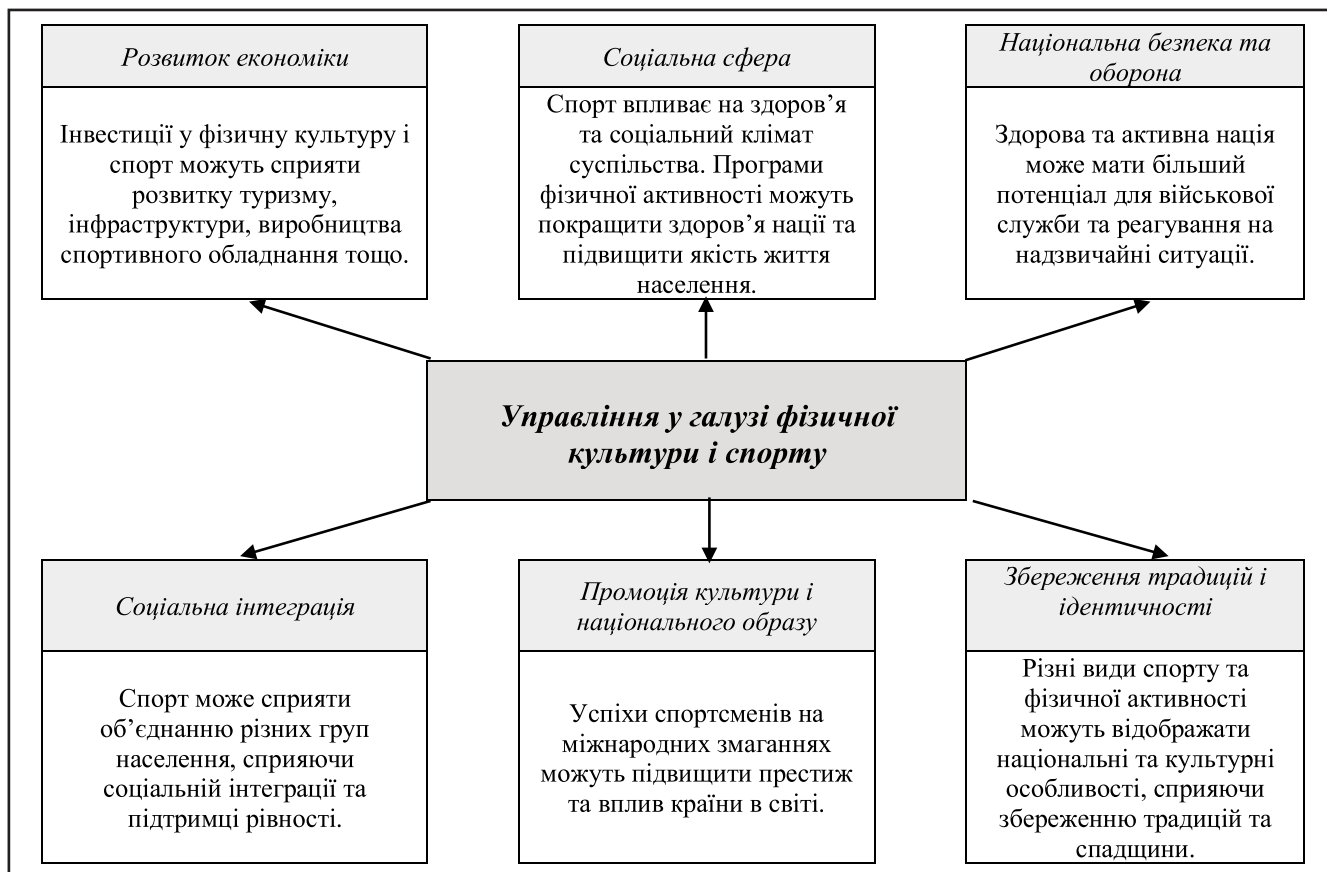 Розвиток економіки
Інвестиції у фізичну культуру і
спорт можуть сприяти
розвитку туризму,
інфраструктури, виробництва
спортивного обладнання тощо.
Соціальна сфера
Спорт впливає на здоров’я
та соціальний клімат
суспільства. Програми
фізичної активності можуть
покращити здоров’я нації та
підвищити якість життя
населення.
Національна безпека та
оборона
Здорова та активна нація
може мати більший
потенціал для військової
служби та реагування на
надзвичайні ситуації.
Управління у галузі фізичної
культури і спорту
Соціальна інтеграція
Спорт може сприяти
об’єднанню різних груп
населення, сприяючи
соціальній інтеграції та
підтримці рівності.
Промоція культури і
національного образу
Успіхи спортсменів на
міжнародних змаганнях
можуть підвищити престиж
та вплив країни в світі.
Збереження традицій і
ідентичності
Різні види спорту та
фізичної активності
можуть відображати
національні та культурні
особливості, сприяючи
збереженню традицій та
спадщини.